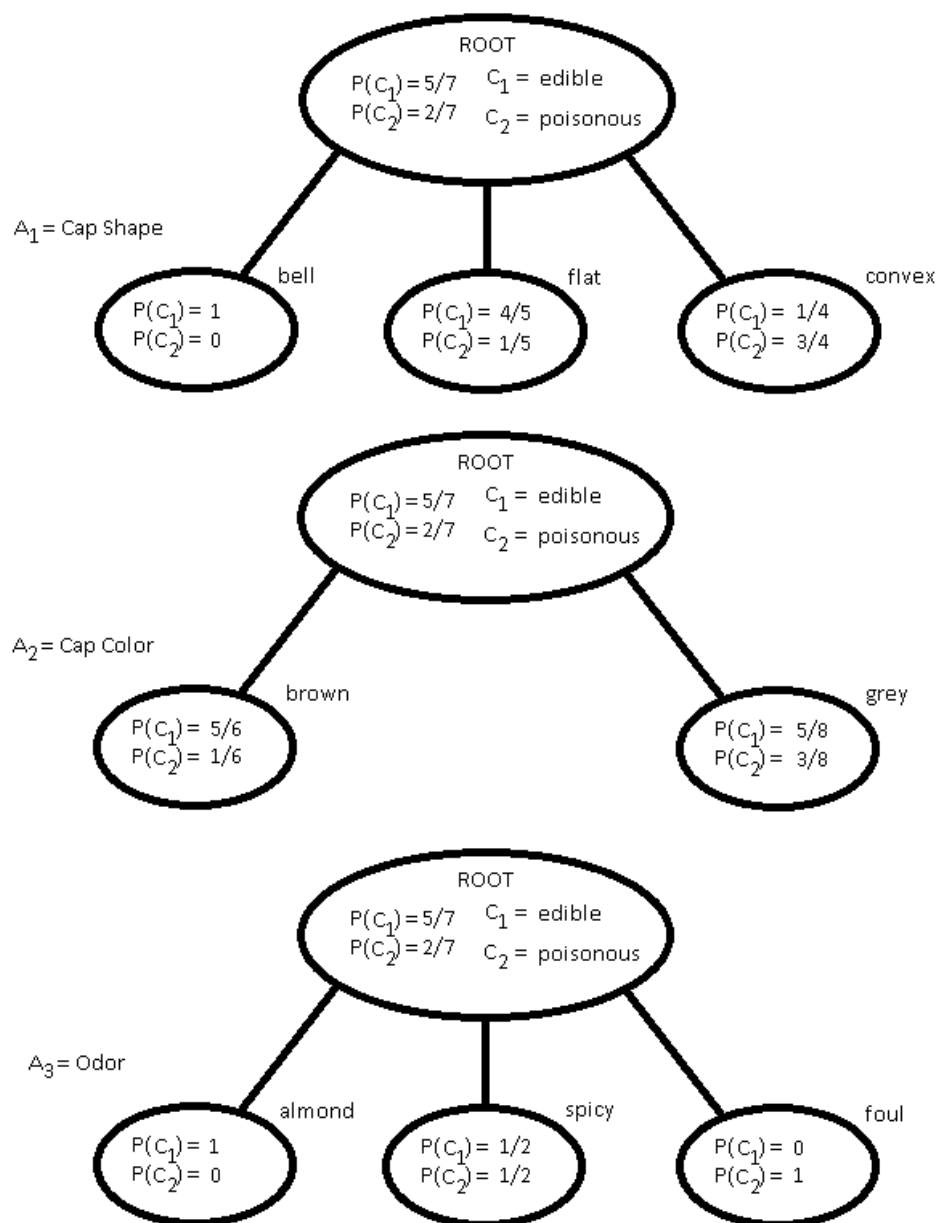 ROOT
P(C₁) = 5/7 C₁ = edible
P(C₂) = 2/7 C₂ = poisonous
A₁ = Cap Shape
bell flat convex
P(C₁) = 1 P(C₁) = 4/5 P(C₁) = 1/4
P(C₂) = 0 P(C₂) = 1/5 P(C₂) = 3/4
ROOT
P(C₁) = 5/7 C₁ = edible
P(C₂) = 2/7 C₂ = poisonous
A₂ = Cap Color
brown grey
P(C₁) = 5/6 P(C₁) = 5/8
P(C₂) = 1/6 P(C₂) = 3/8
ROOT
P(C₁) = 5/7 C₁ = edible
P(C₂) = 2/7 C₂ = poisonous
A₃ = Odor
almond spicy foul
P(C₁) = 1 P(C₁) = 1/2 P(C₁) = 0
P(C₂) = 0 P(C₂) = 1/2 P(C₂) = 1